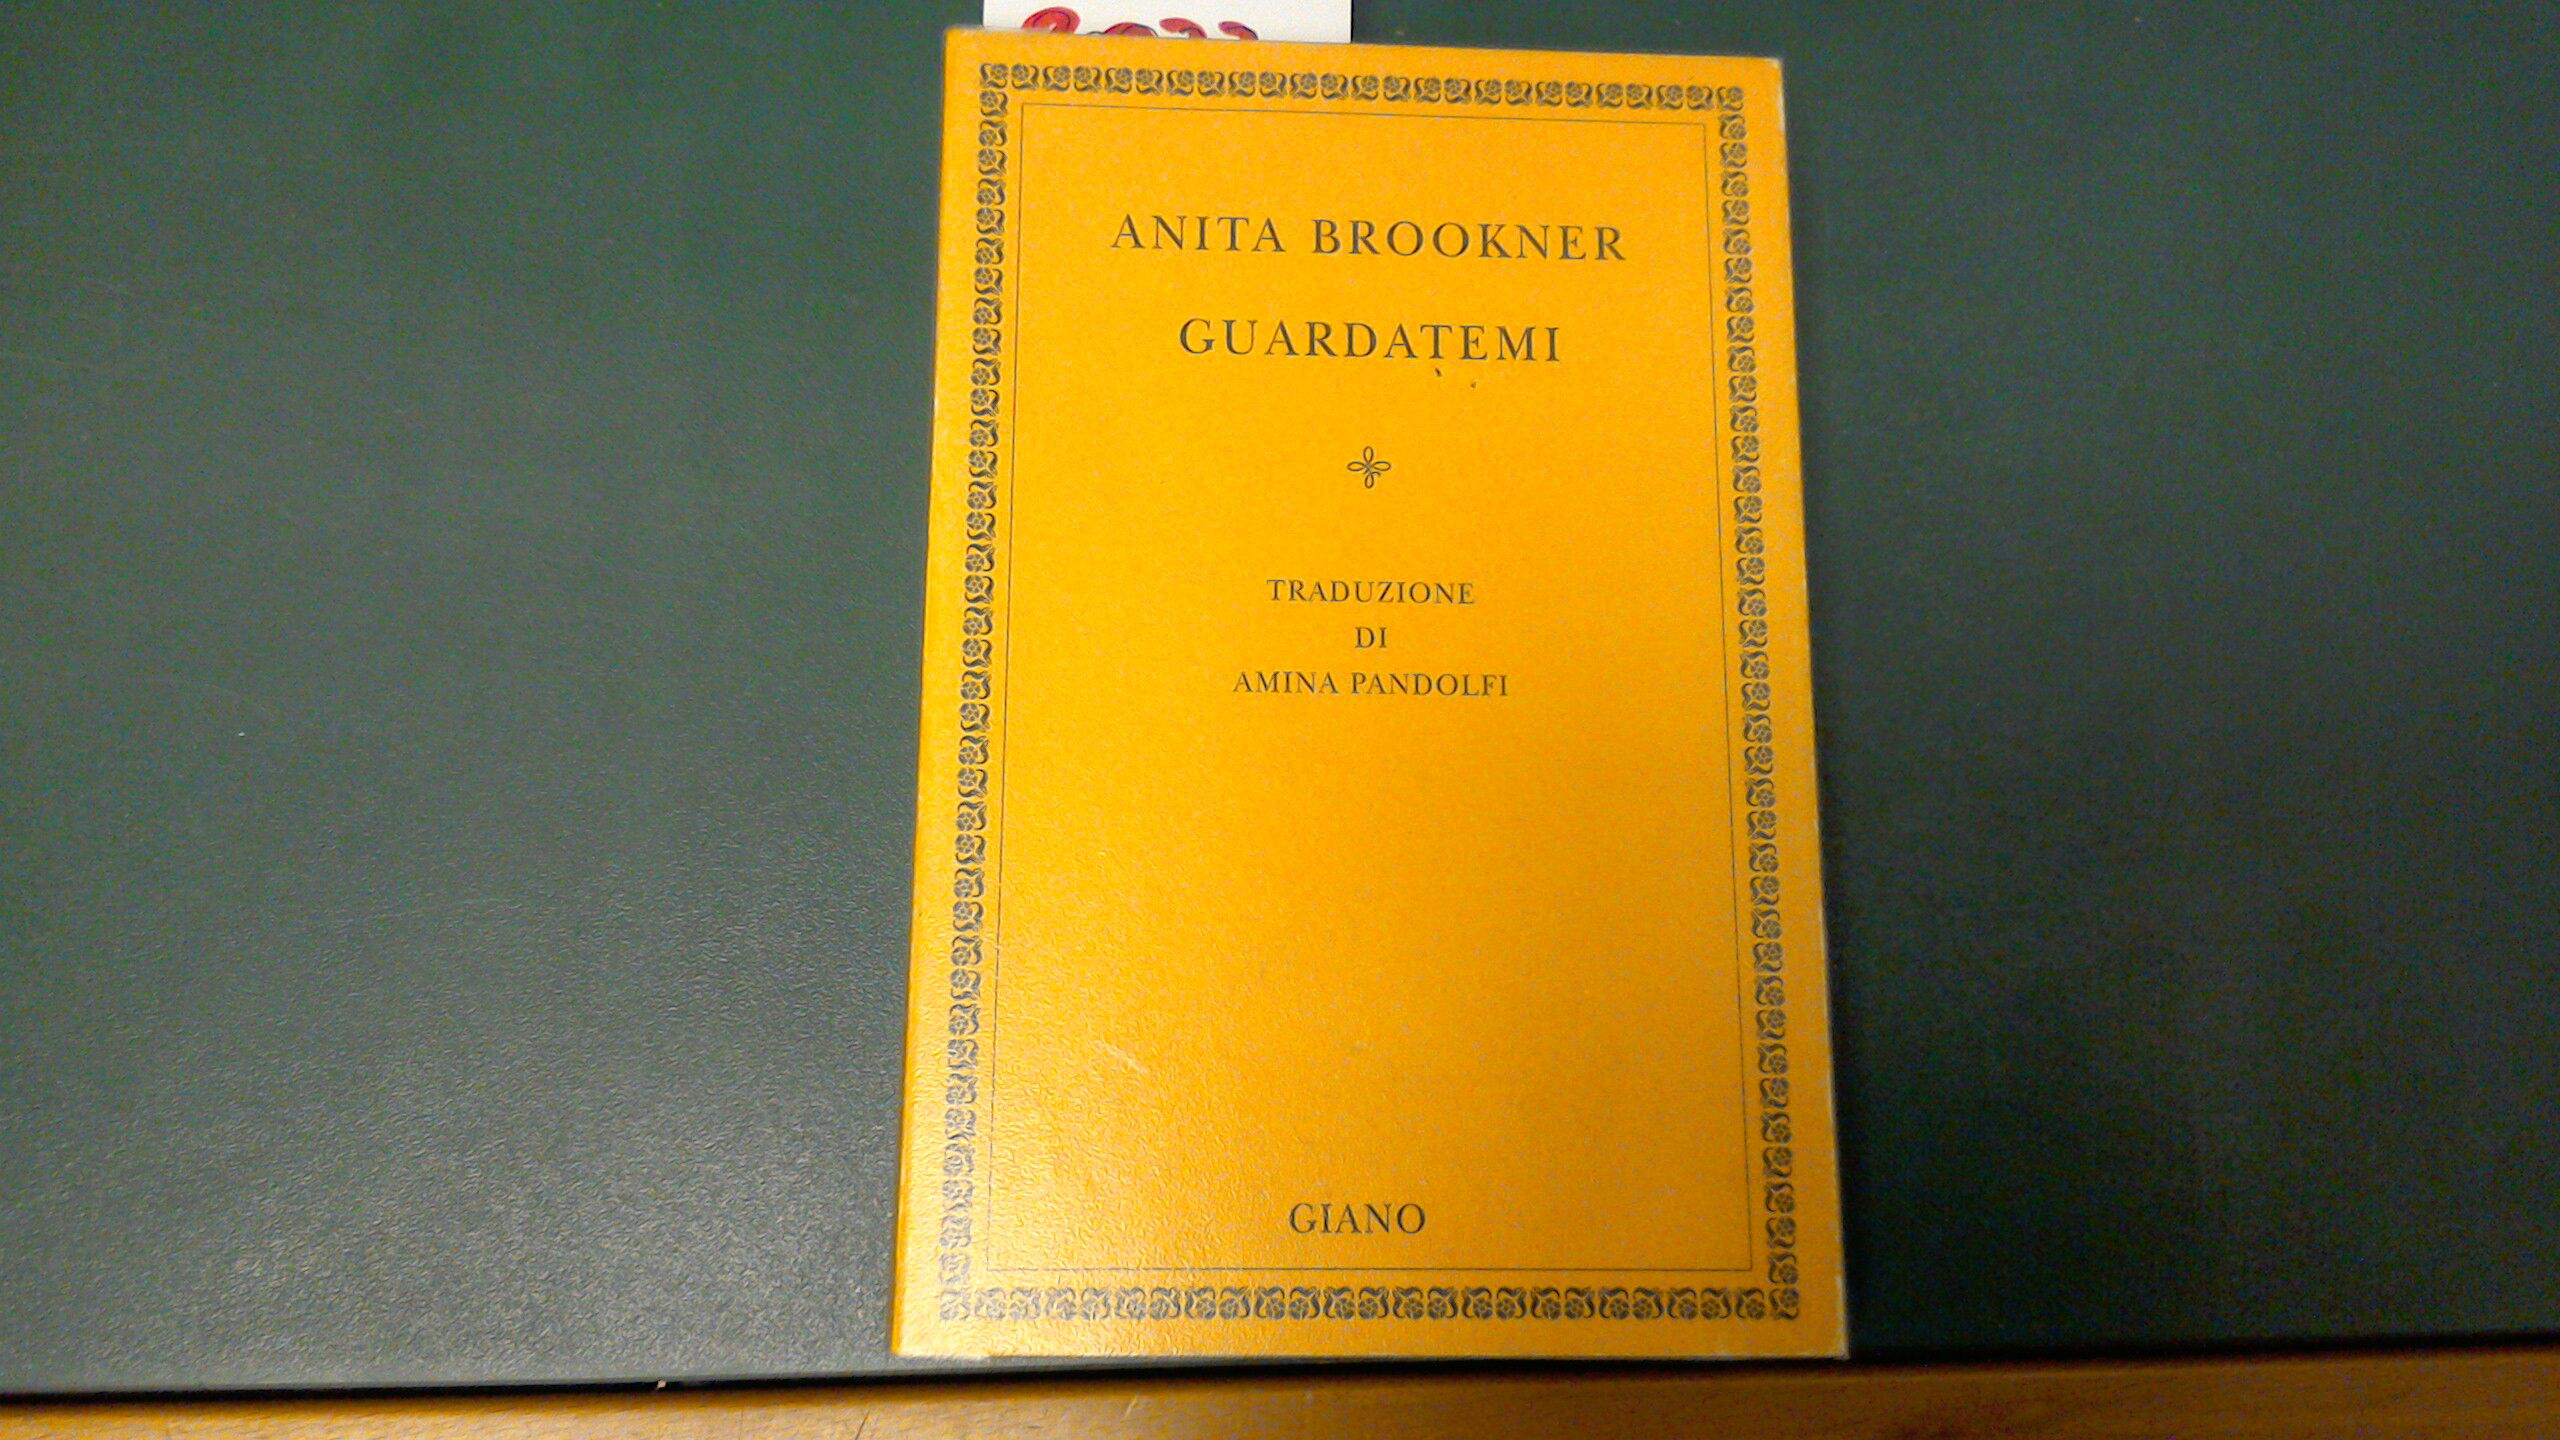 ANITA BROOKNER
GUARDATEMI
TRADUZIONE
DI
AMINA PANDOLFI
GIANO